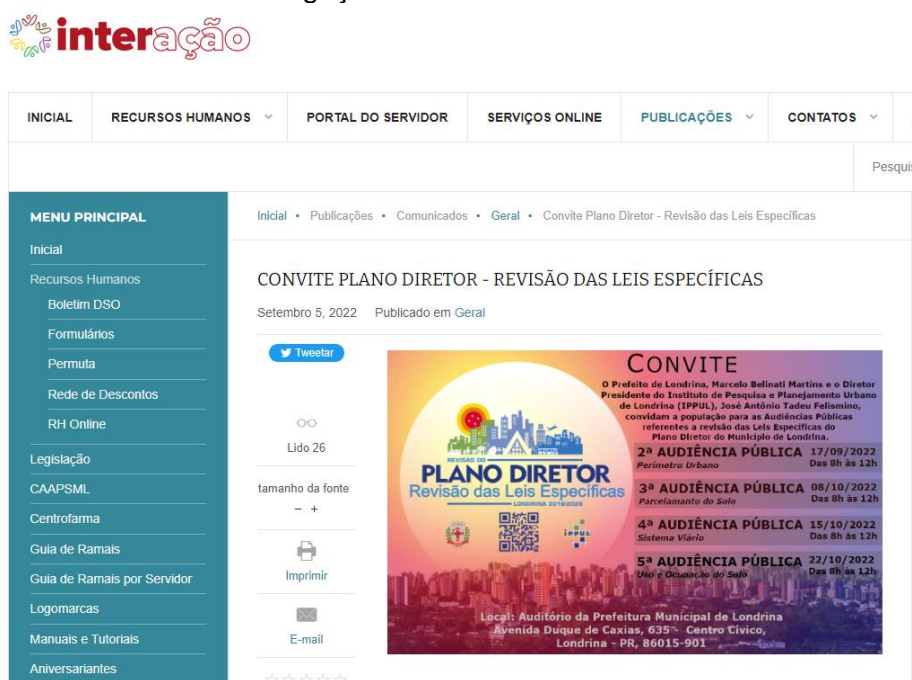 interação
INICIAL
RECURSOS HUMANOS
PORTAL DO SERVIDOR
SERVIÇOS ONLINE
PUBLICAÇÕES
CONTATOS
Pesquis
MENU PRINCIPAL
Inicial
Recursos Humanos
Boletim DSO
Formulários
Permuta
Rede de Descontos
RH Online
Legislação
CAAPSML
Centrofarma
Guia de Ramais
Guia de Ramais por Servidor
Logomarcas
Manuais e Tutoriais
Aniversariantes
Inicial • Publicações • Comunicados • Geral • Convite Plano Diretor - Revisão das Leis Específicas
CONVITE PLANO DIRETOR - REVISÃO DAS LEIS ESPECÍFICAS
Setembro 5, 2022 Publicado em Geral
Tweetar
Lido 26
tamanho da fonte
− +
Imprimir
E-mail
CONVITE
O Prefeito de Londrina, Marcelo Belinati Martins e o Diretor
Presidente do Instituto de Pesquisa e Planejamento Urbano
de Londrina (IPPUL), José Antônio Tadeu Felismino,
convidam a população para as Audiências Públicas
referentes a revisão das Leis Específicas do
Plano Diretor do Município de Londrina.
REVISÃO DO
PLANO DIRETOR
Revisão das Leis Específicas
LONDRINA 2018/2028
IPPUL
2ª AUDIÊNCIA PÚBLICA 17/09/2022
Perímetro Urbano Das 8h às 12h
3ª AUDIÊNCIA PÚBLICA 08/10/2022
Parcelamanto do Solo Das 8h às 12h
4ª AUDIÊNCIA PÚBLICA 15/10/2022
Sistema Viário Das 8h às 12h
5ª AUDIÊNCIA PÚBLICA 22/10/2022
Uso e Ocupação do Solo Das 8h às 12h
Local: Auditório da Prefeitura Municipal de Londrina
Avenida Duque de Caxias, 635 - Centro Cívico,
Londrina - PR, 86015-901